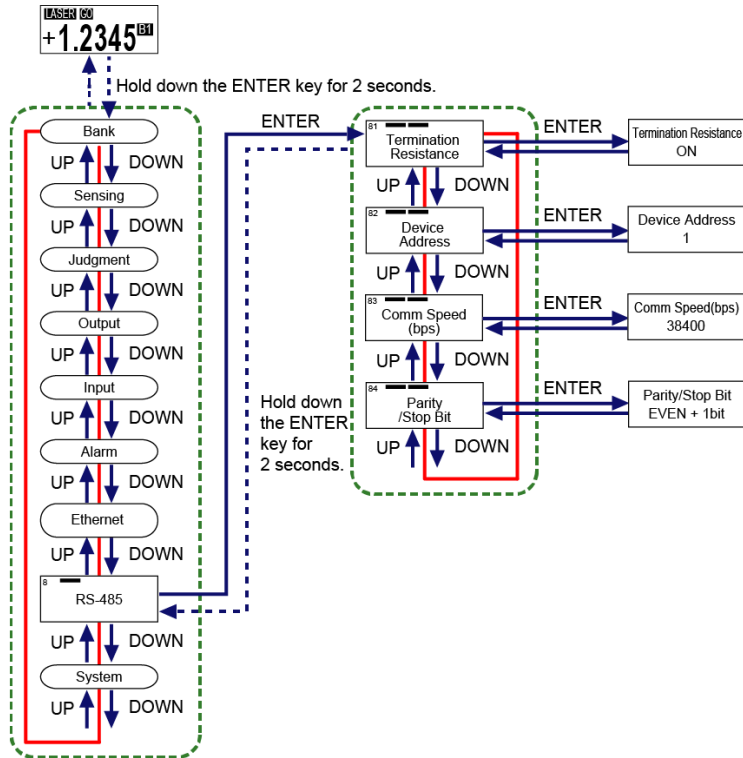 LASER GO
+1.2345 B1
Hold down the ENTER key for 2 seconds.
Bank
UP DOWN
Sensing
UP DOWN
Judgment
UP DOWN
Output
UP DOWN
Input
UP DOWN
Alarm
UP DOWN
Ethernet
UP DOWN
8
RS-485
UP DOWN
System
UP DOWN
ENTER
81
Termination
Resistance
UP DOWN
82
Device
Address
UP DOWN
83
Comm Speed
(bps)
UP DOWN
84
Parity
/Stop Bit
UP DOWN
Hold down
the ENTER
key for
2 seconds.
ENTER
Termination Resistance
ON
ENTER
Device Address
1
ENTER
Comm Speed(bps)
38400
ENTER
Parity/Stop Bit
EVEN + 1bit